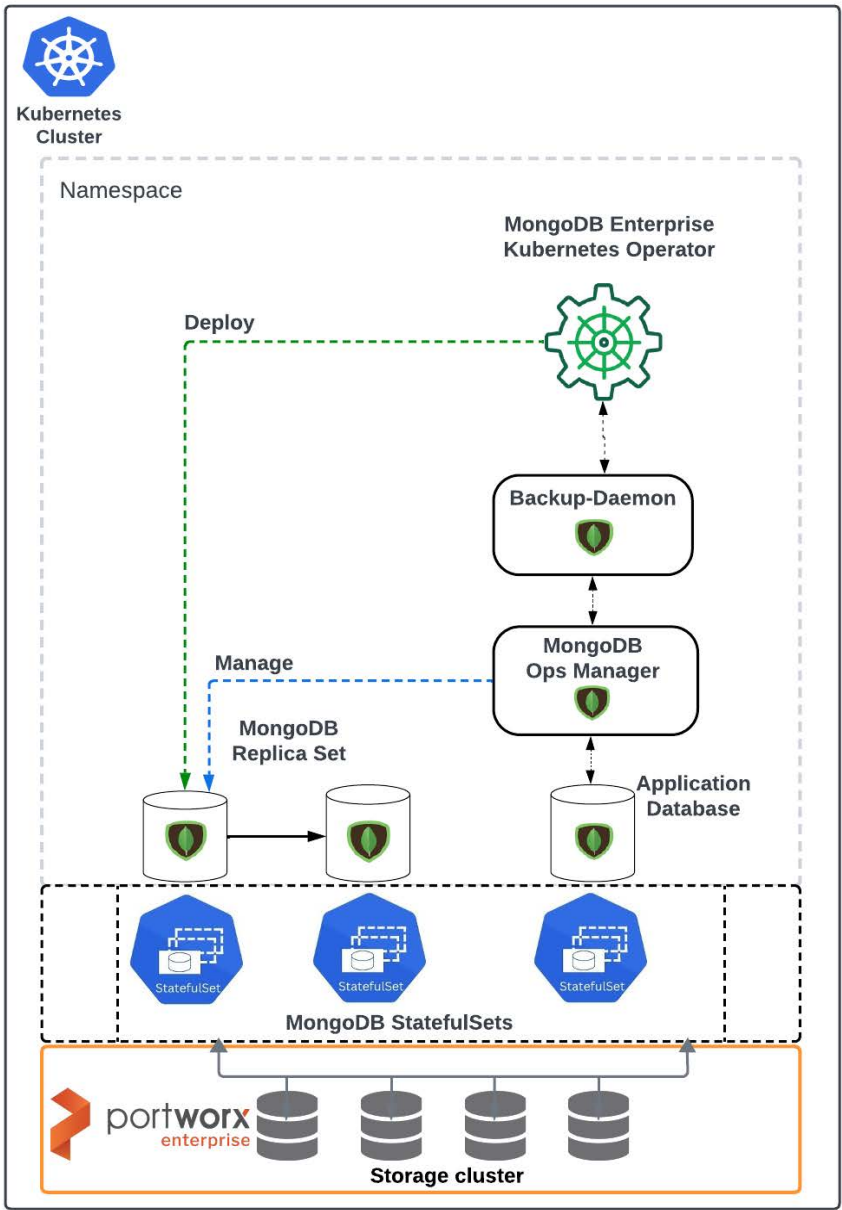 Kubernetes
Cluster
Namespace
MongoDB Enterprise
Kubernetes Operator
Deploy
Backup-Daemon
MongoDB
Ops Manager
Manage
MongoDB
Replica Set
Application
Database
StatefulSet
StatefulSet
StatefulSet
MongoDB StatefulSets
portworx
enterprise
Storage cluster